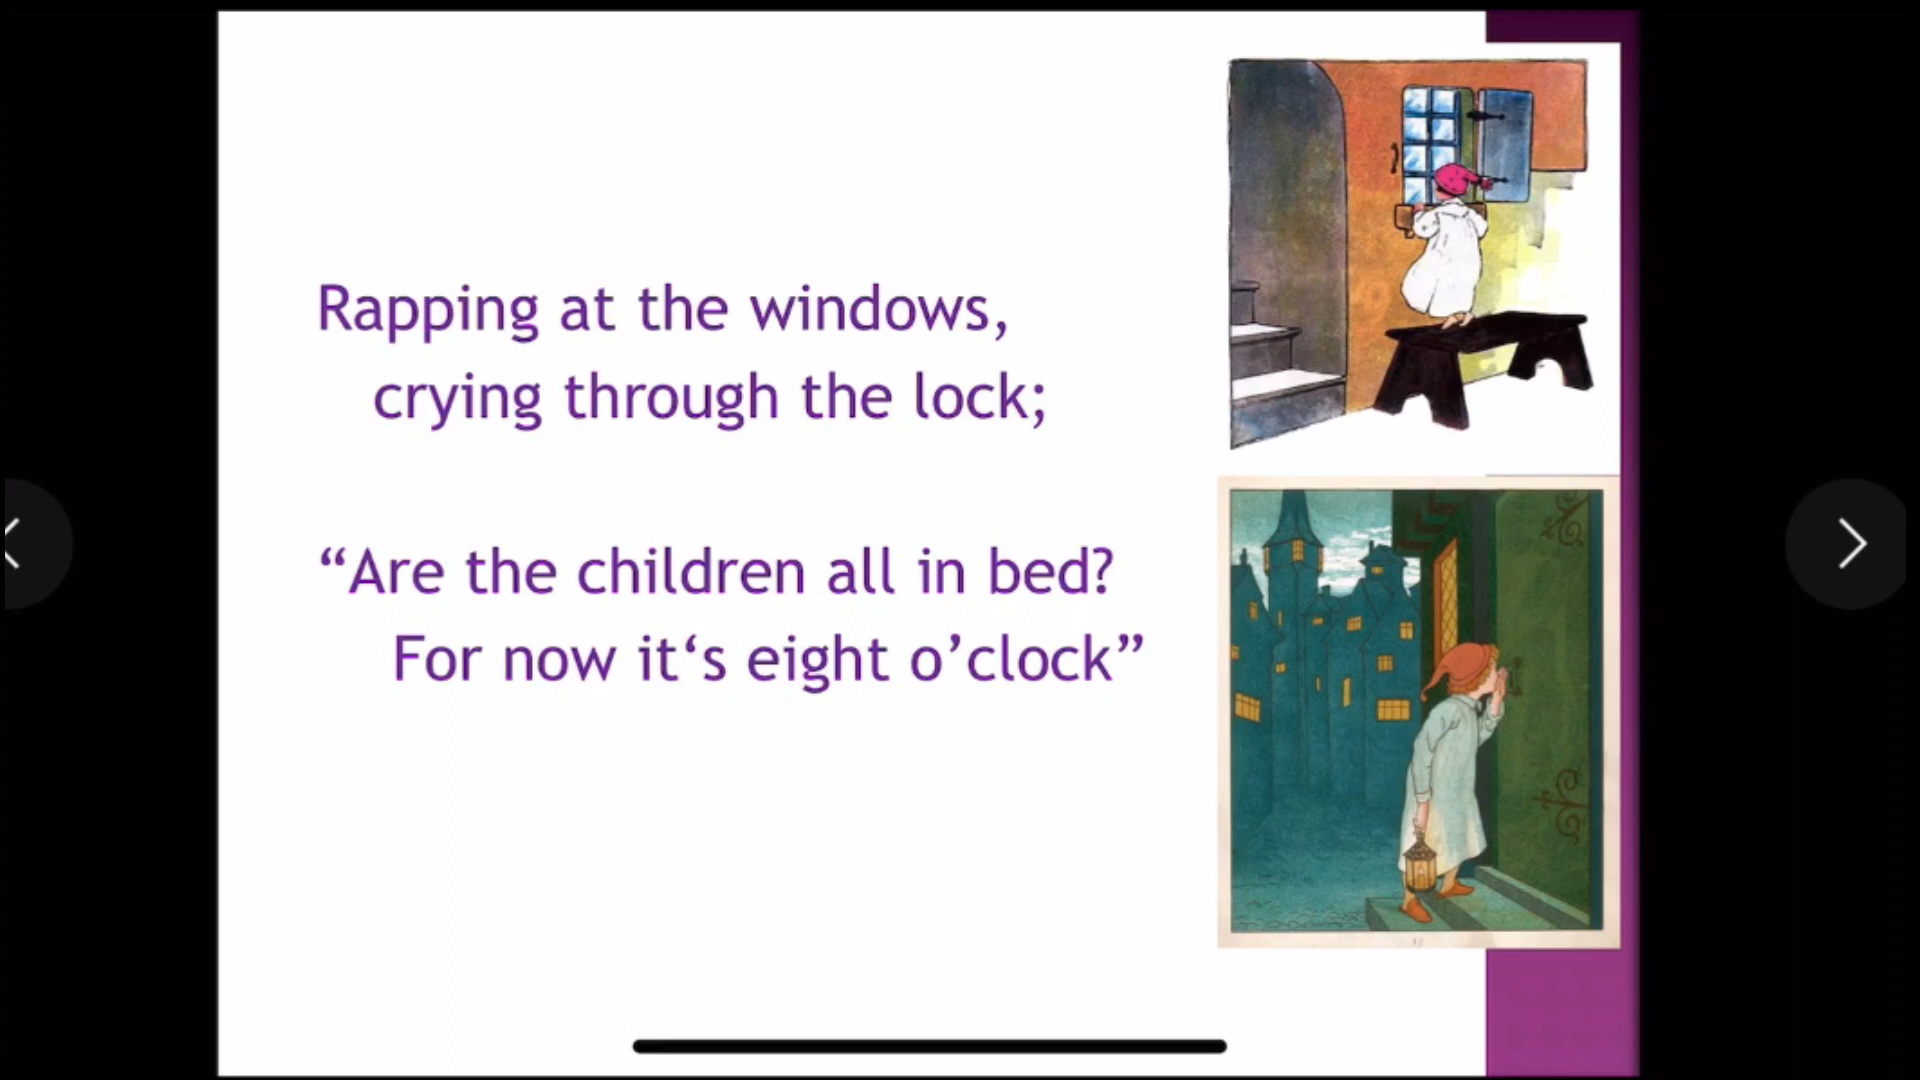 Rapping at the windows,
crying through the lock;
“Are the children all in bed?
For now it‘s eight o’clock”